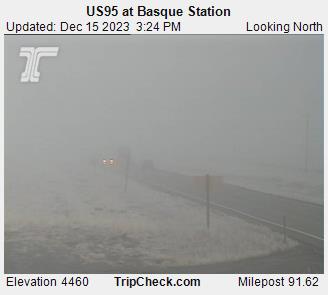 US95 at Basque Station
Updated: Dec 15 2023 3:24 PM Looking North
Elevation 4460 TripCheck.com Milepost 91.62